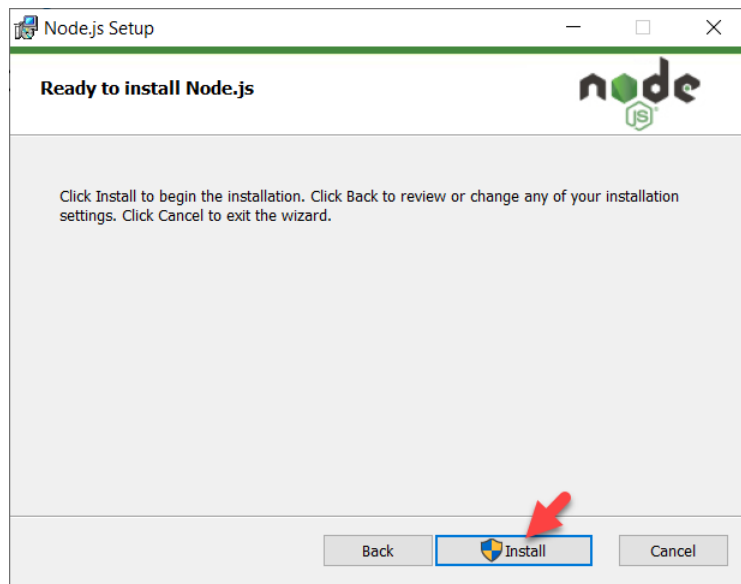 Node.js Setup
Ready to install Node.js
node
JS
Click Install to begin the installation. Click Back to review or change any of your installation
settings. Click Cancel to exit the wizard.
Back
Install
Cancel